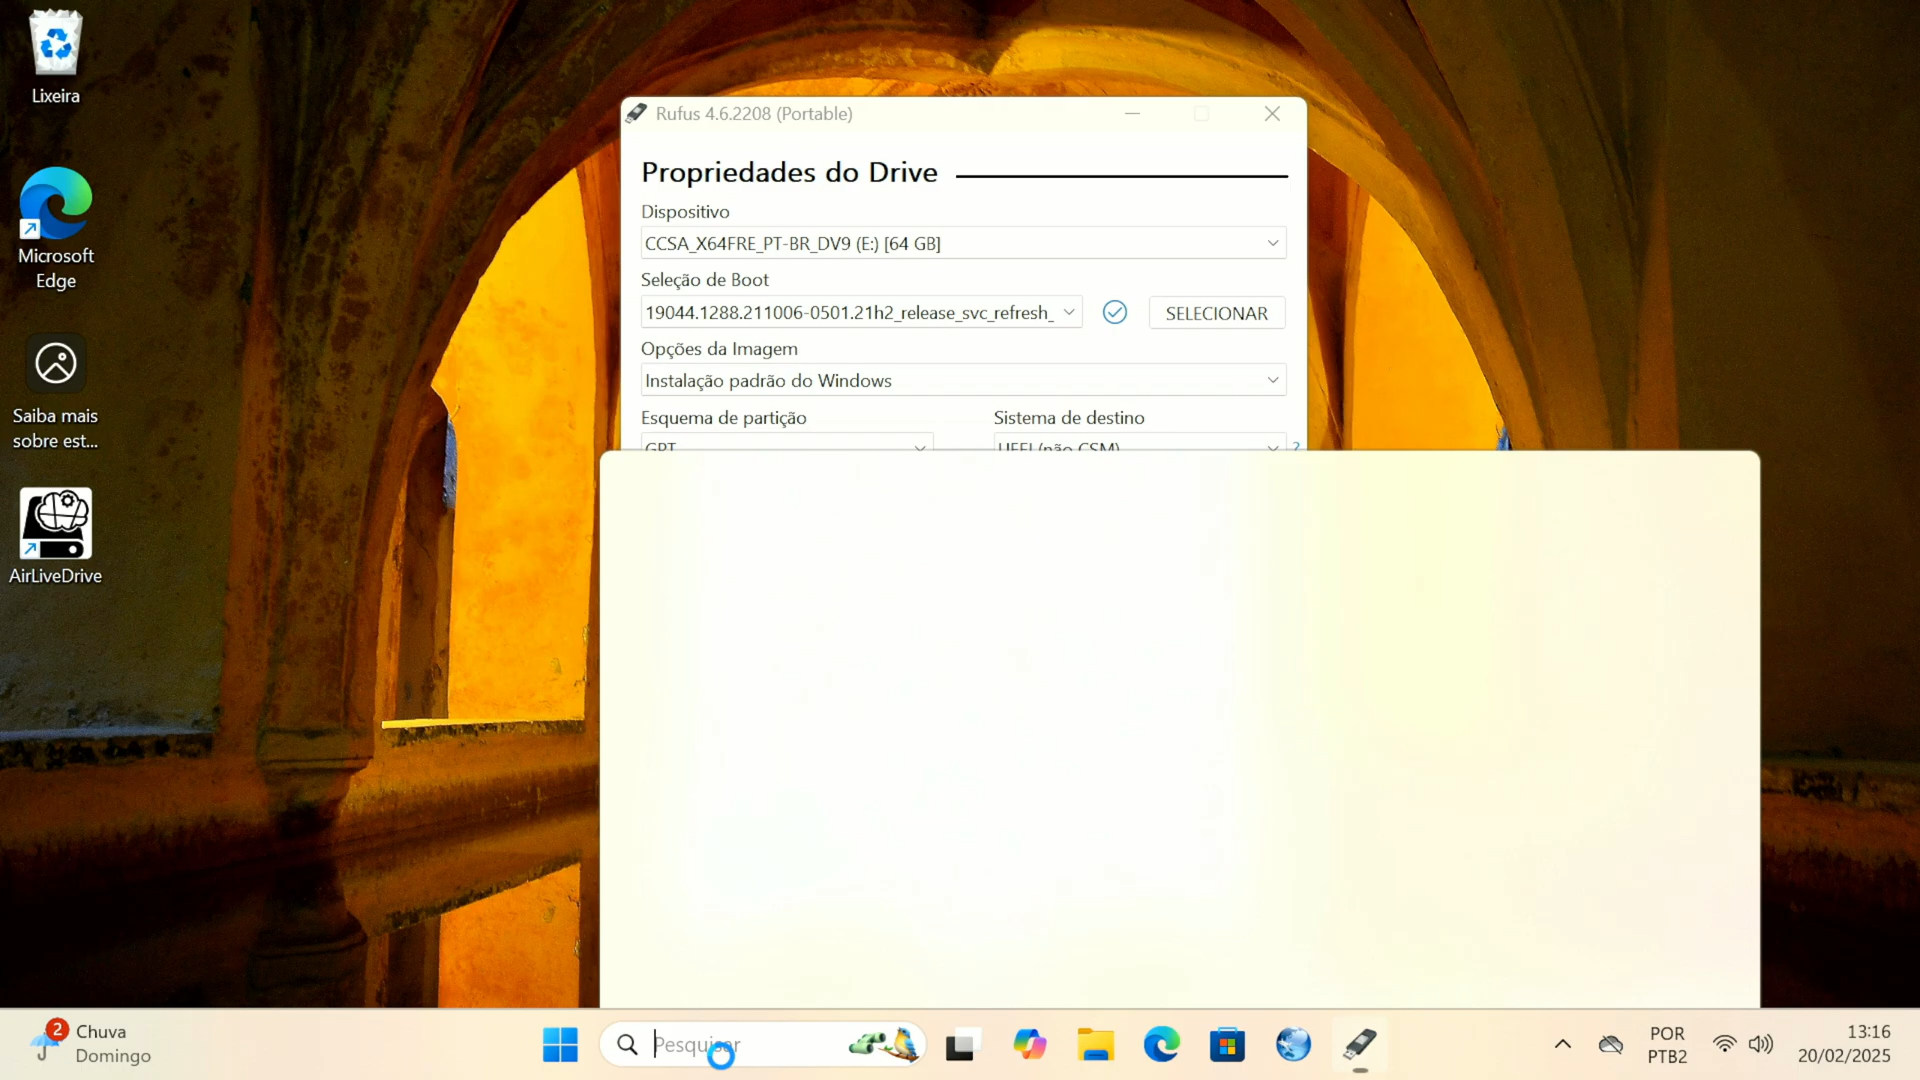 Lixeira
Microsoft
Edge
Saiba mais
sobre est...
AirLiveDrive
Rufus 4.6.2208 (Portable)
Propriedades do Drive
Dispositivo
CCSA_X64FRE_PT-BR_DV9 (E:) [64 GB]
Seleção de Boot
19044.1288.211006-0501.21h2_release_svc_refresh_
SELECIONAR
Opções da Imagem
Instalação padrão do Windows
Esquema de partição
Sistema de destino
GPT
UEFI (não CSM)
?
2
Chuva
Domingo
Pesquisar
POR
PTB2
13:16
20/02/2025